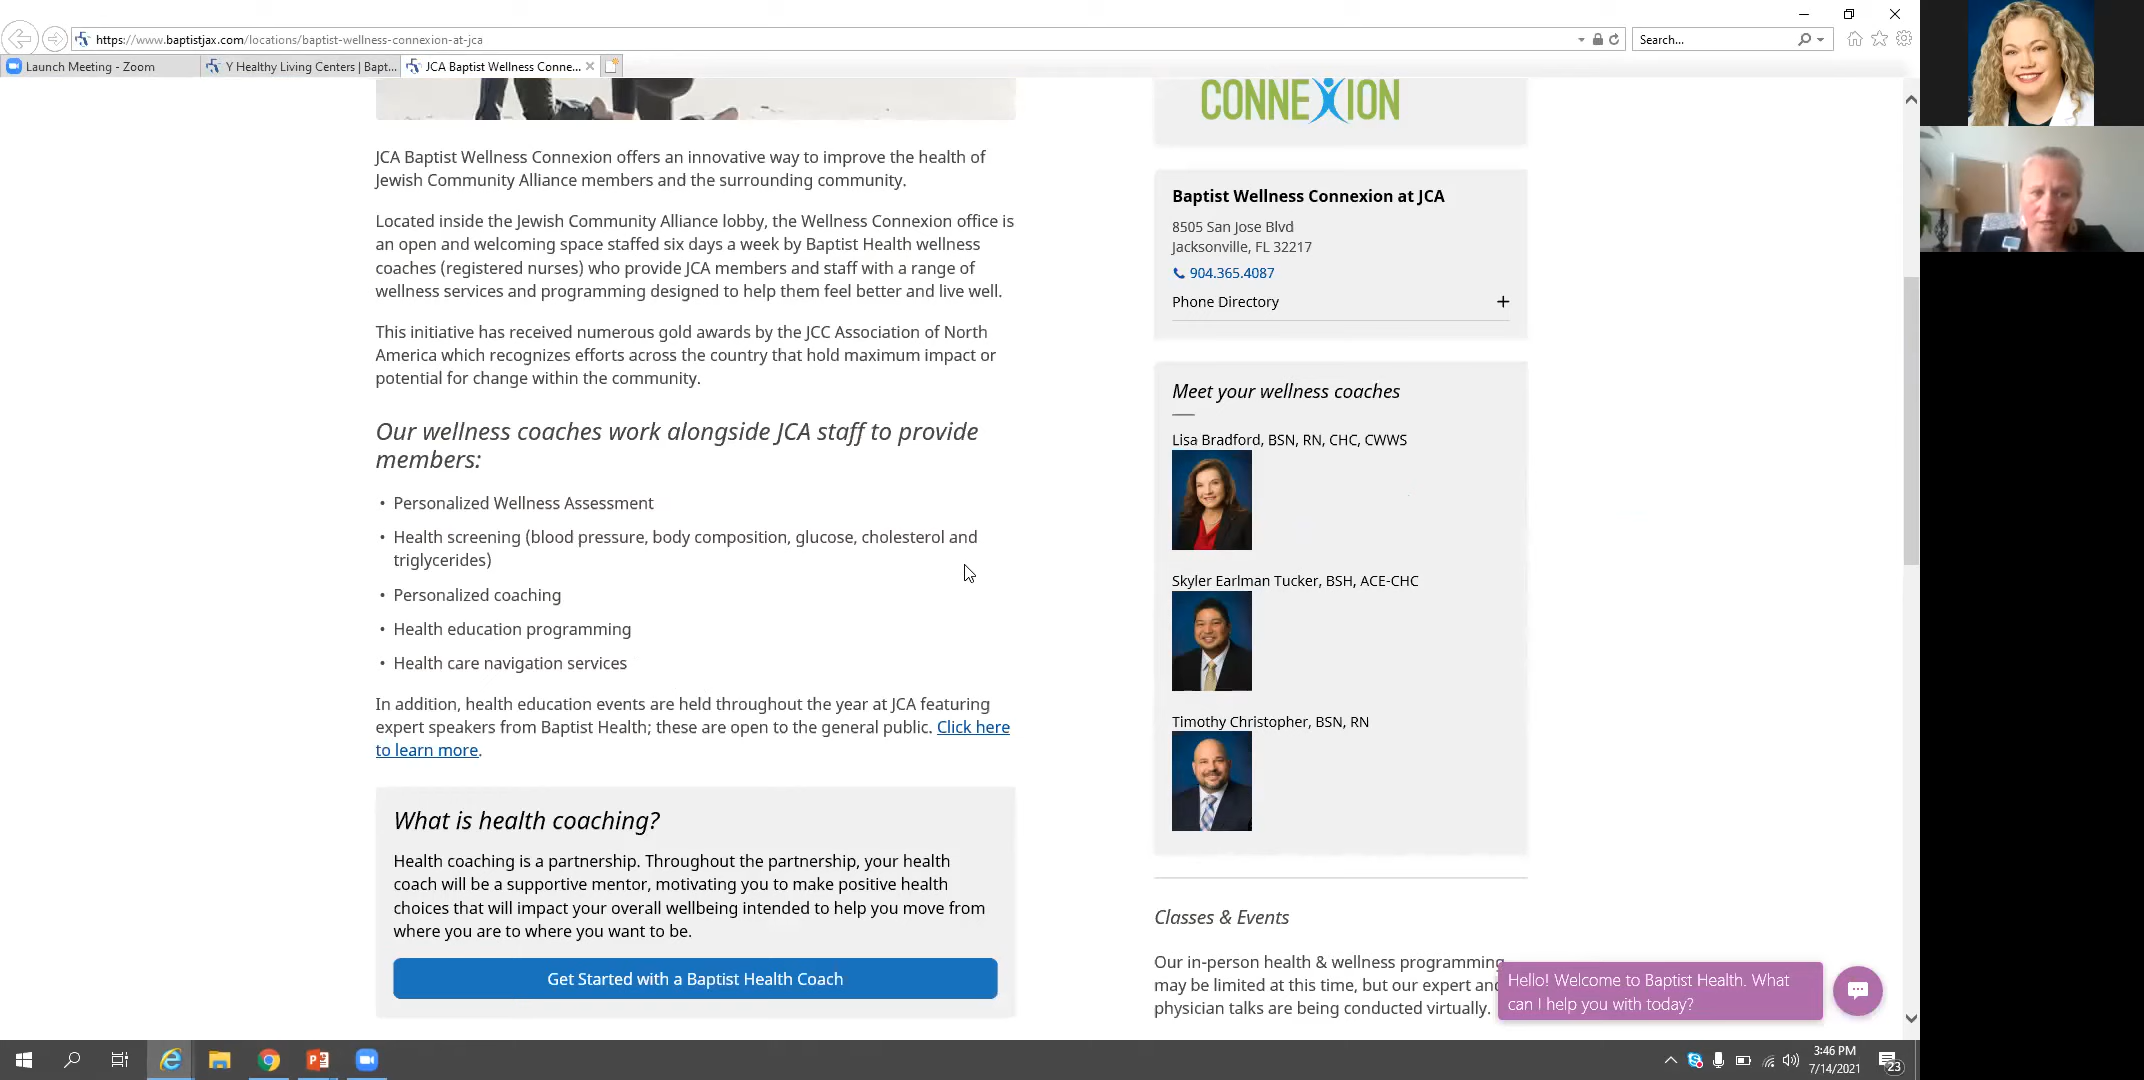 https://www.baptistjax.com/locations/baptist-wellness-connexion-at-jca
Search...
Launch Meeting - Zoom
Y Healthy Living Centers | Bapt...
JCA Baptist Wellness Conne...
CONNEXION
JCA Baptist Wellness Connexion offers an innovative way to improve the health of
Jewish Community Alliance members and the surrounding community.
Located inside the Jewish Community Alliance lobby, the Wellness Connexion office is
an open and welcoming space staffed six days a week by Baptist Health wellness
coaches (registered nurses) who provide JCA members and staff with a range of
wellness services and programming designed to help them feel better and live well.
This initiative has received numerous gold awards by the JCC Association of North
America which recognizes efforts across the country that hold maximum impact or
potential for change within the community.
Our wellness coaches work alongside JCA staff to provide
members:
• Personalized Wellness Assessment
• Health screening (blood pressure, body composition, glucose, cholesterol and
triglycerides)
• Personalized coaching
• Health education programming
• Health care navigation services
In addition, health education events are held throughout the year at JCA featuring
expert speakers from Baptist Health; these are open to the general public. Click here
to learn more.
What is health coaching?
Health coaching is a partnership. Throughout the partnership, your health
coach will be a supportive mentor, motivating you to make positive health
choices that will impact your overall wellbeing intended to help you move from
where you are to where you want to be.
Get Started with a Baptist Health Coach
Baptist Wellness Connexion at JCA
8505 San Jose Blvd
Jacksonville, FL 32217
904.365.4087
Phone Directory +
Meet your wellness coaches
Lisa Bradford, BSN, RN, CHC, CWWS
Skyler Earlman Tucker, BSH, ACE-CHC
Timothy Christopher, BSN, RN
Classes & Events
Our in-person health & wellness programming
may be limited at this time, but our expert and
physician talks are being conducted virtually.
Hello! Welcome to Baptist Health. What
can I help you with today?
3:46 PM
7/14/2021
23